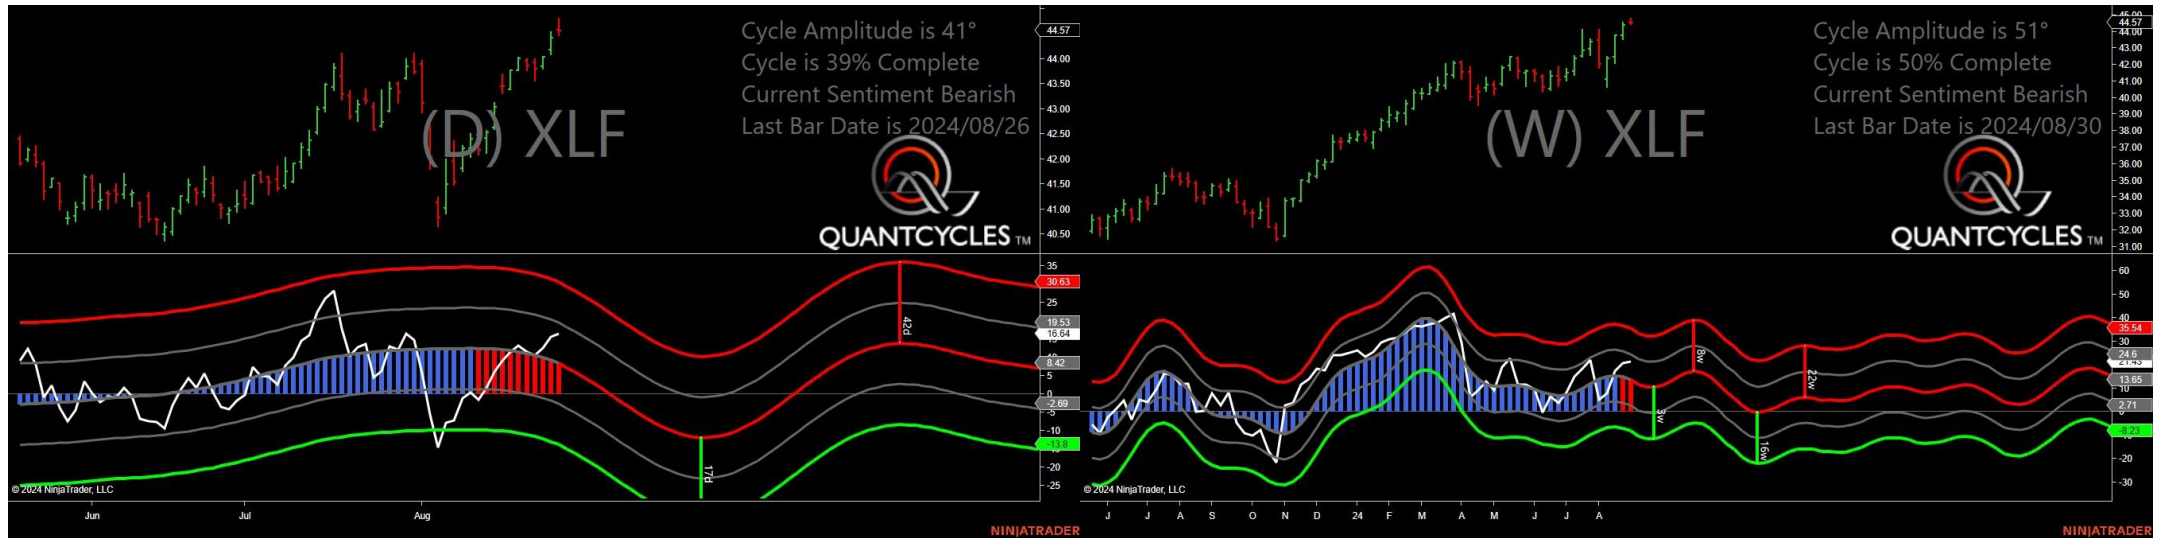 Cycle Amplitude is 41°
Cycle is 39% Complete
Current Sentiment Bearish
Last Bar Date is 2024/08/26
(D) XLF
QUANTCYCLES TM
44.57
44.00
43.50
43.00
42.50
42.00
41.50
41.00
40.50
35
30.63
25
19.53
16.64
8.42
5
0
-2.69
-5
-10
-13.8
-20
-25
42d
17d
© 2024 NinjaTrader, LLC
Jun Jul Aug
NINJATRADER
Cycle Amplitude is 51°
Cycle is 50% Complete
Current Sentiment Bearish
Last Bar Date is 2024/08/30
(W) XLF
QUANTCYCLES TM
45.00
44.57
44.00
43.00
42.00
40.00
39.00
38.00
37.00
36.00
35.00
34.00
33.00
32.00
31.00
60
50
40
35.54
30
24.6
13.65
10
2.71
-8.23
-20
-30
8w
22w
3w
16w
© 2024 NinjaTrader, LLC
J J A S O N D 24 F M A M J J A
NINJATRADER